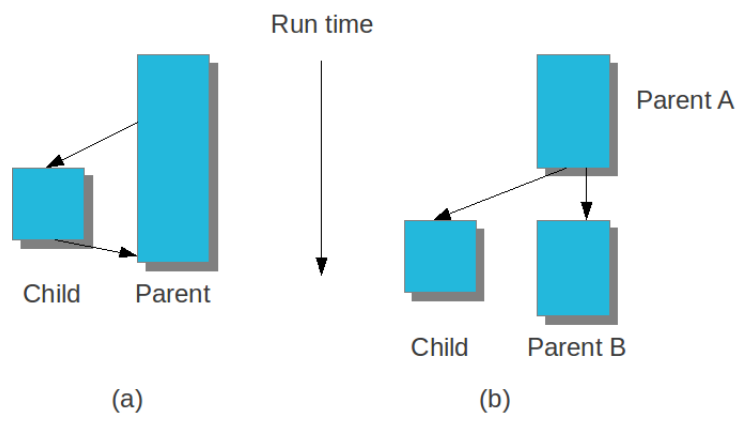 Run time
Parent A
Child
Parent
Child
Parent B
(a)
(b)